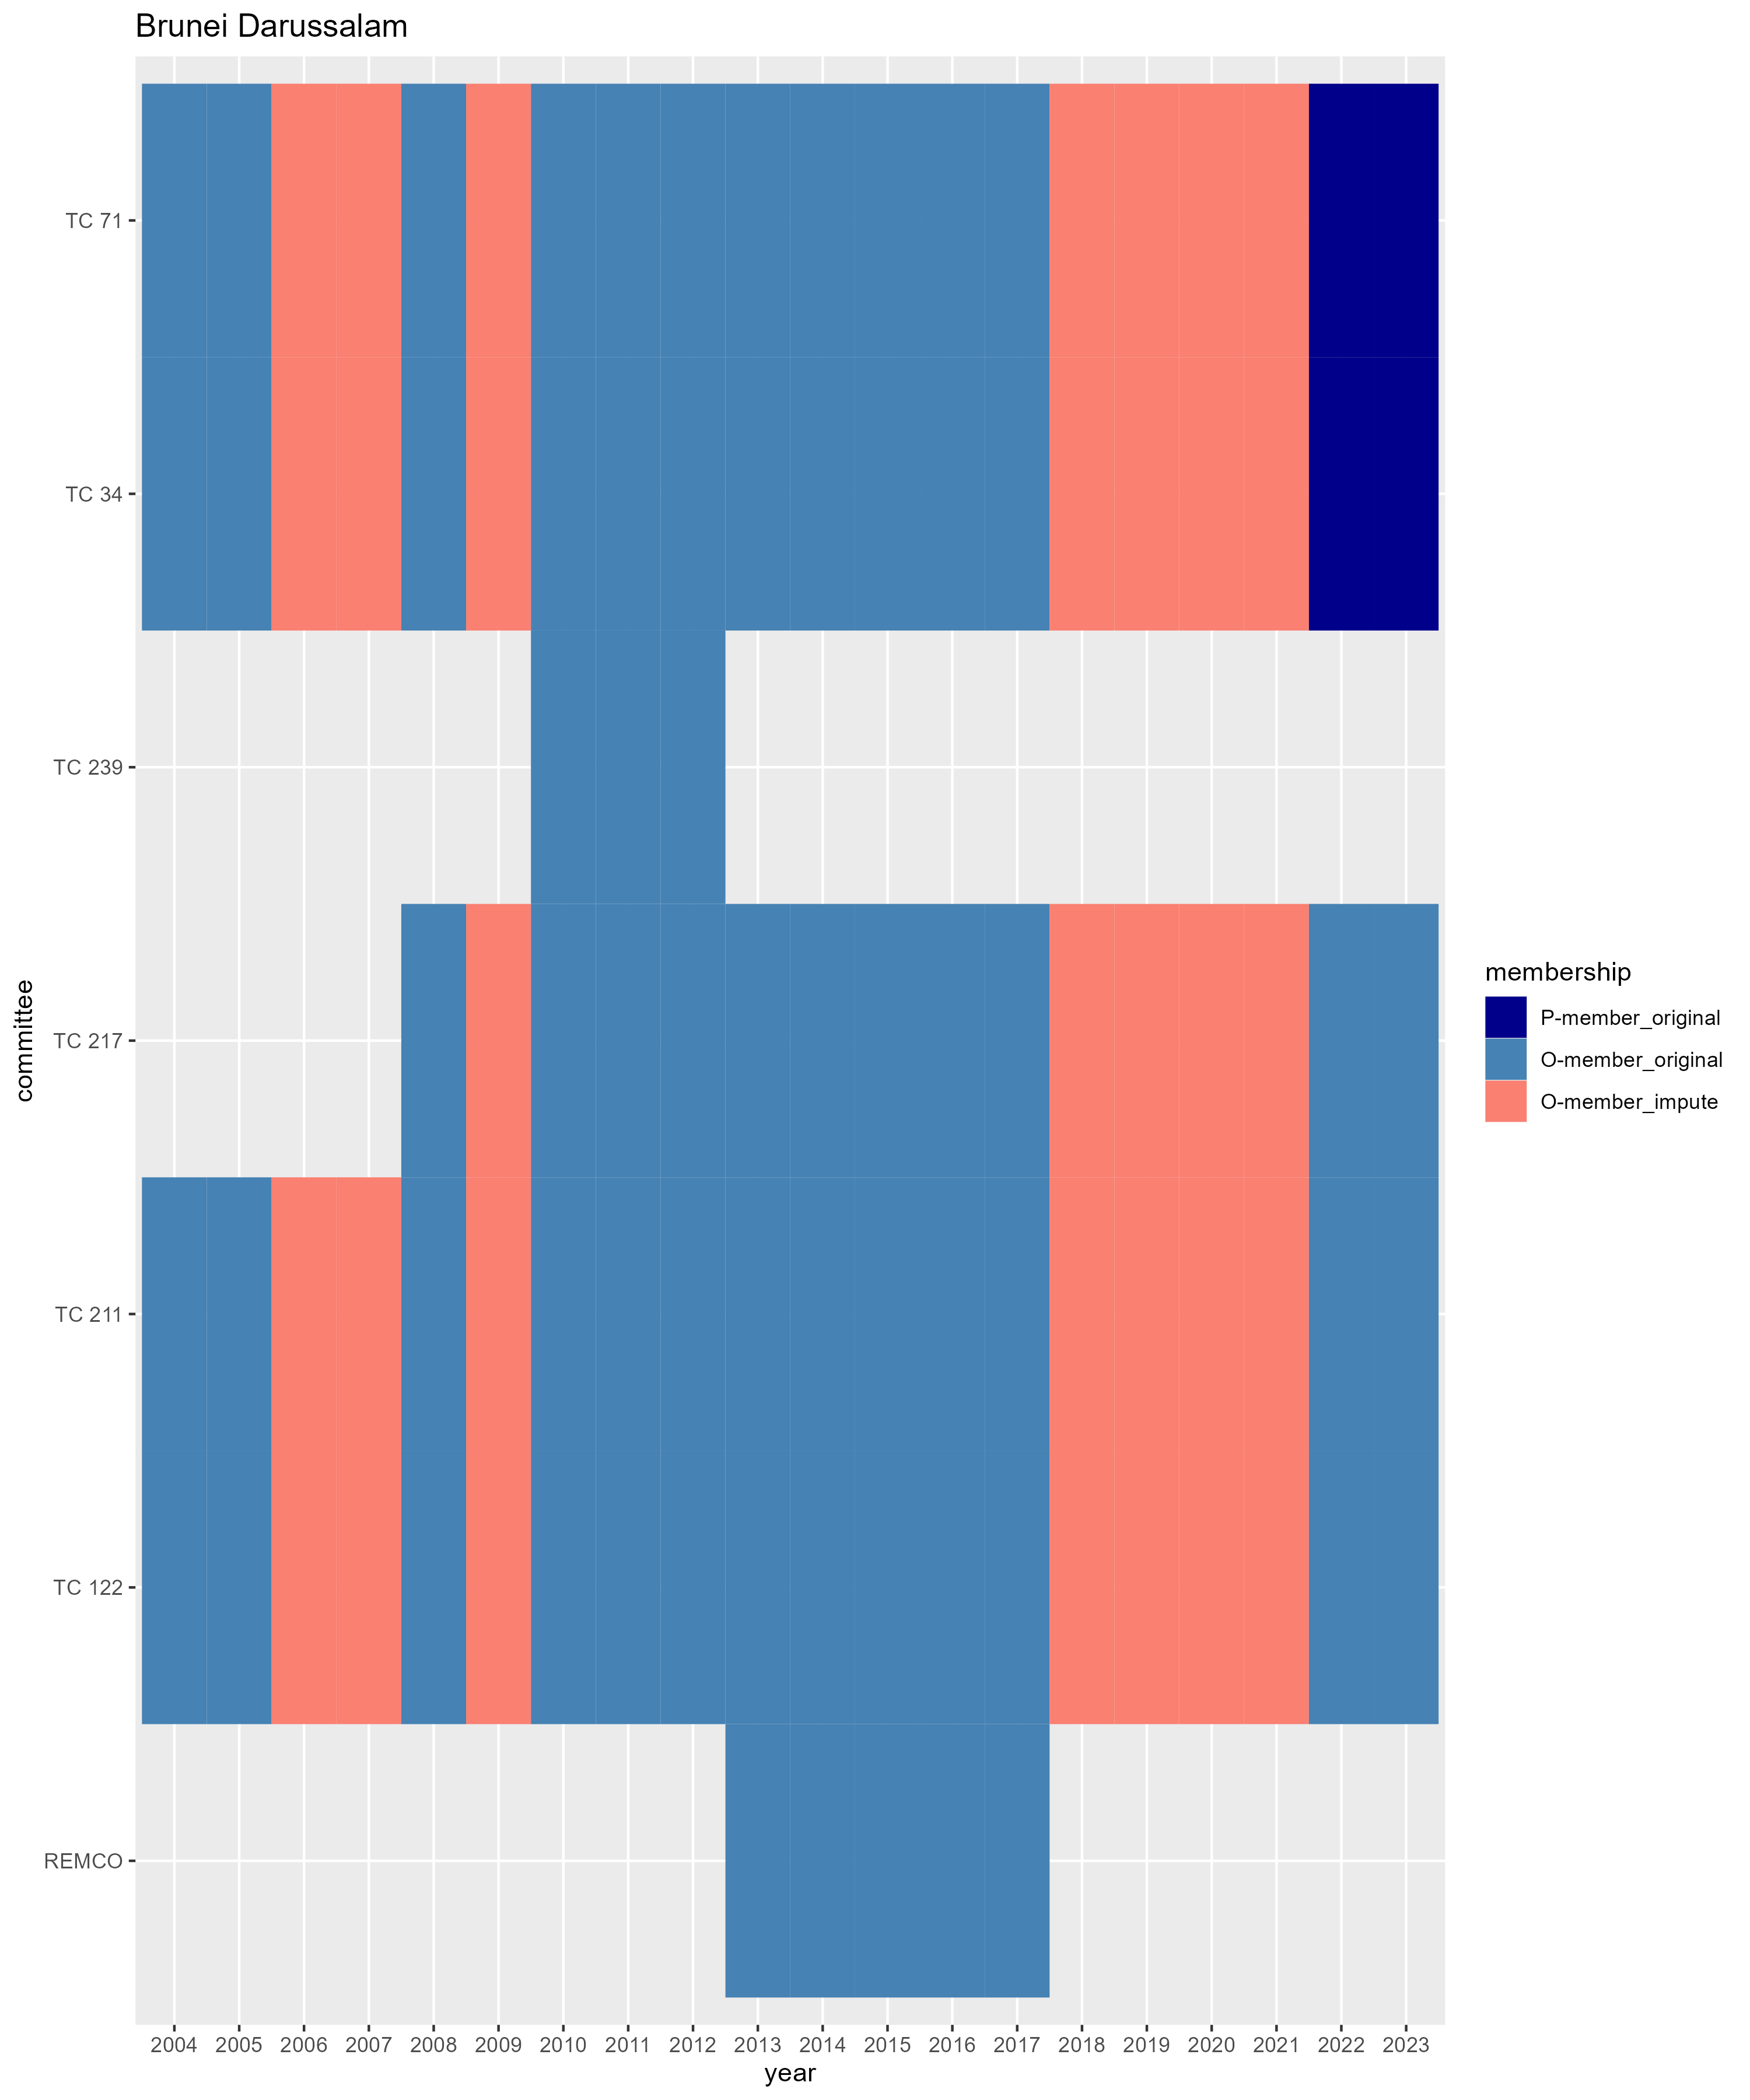 Brunei Darussalam
committee
TC 71
TC 34
TC 239
TC 217
TC 211
TC 122
REMCO
2004 2005 2006 2007 2008 2009 2010 2011 2012 2013 2014 2015 2016 2017 2018 2019 2020 2021 2022 2023
year
membership
P-member_original
O-member_original
O-member_impute